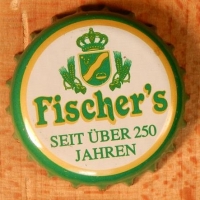 Fischer's
SEIT ÜBER 250
JAHREN